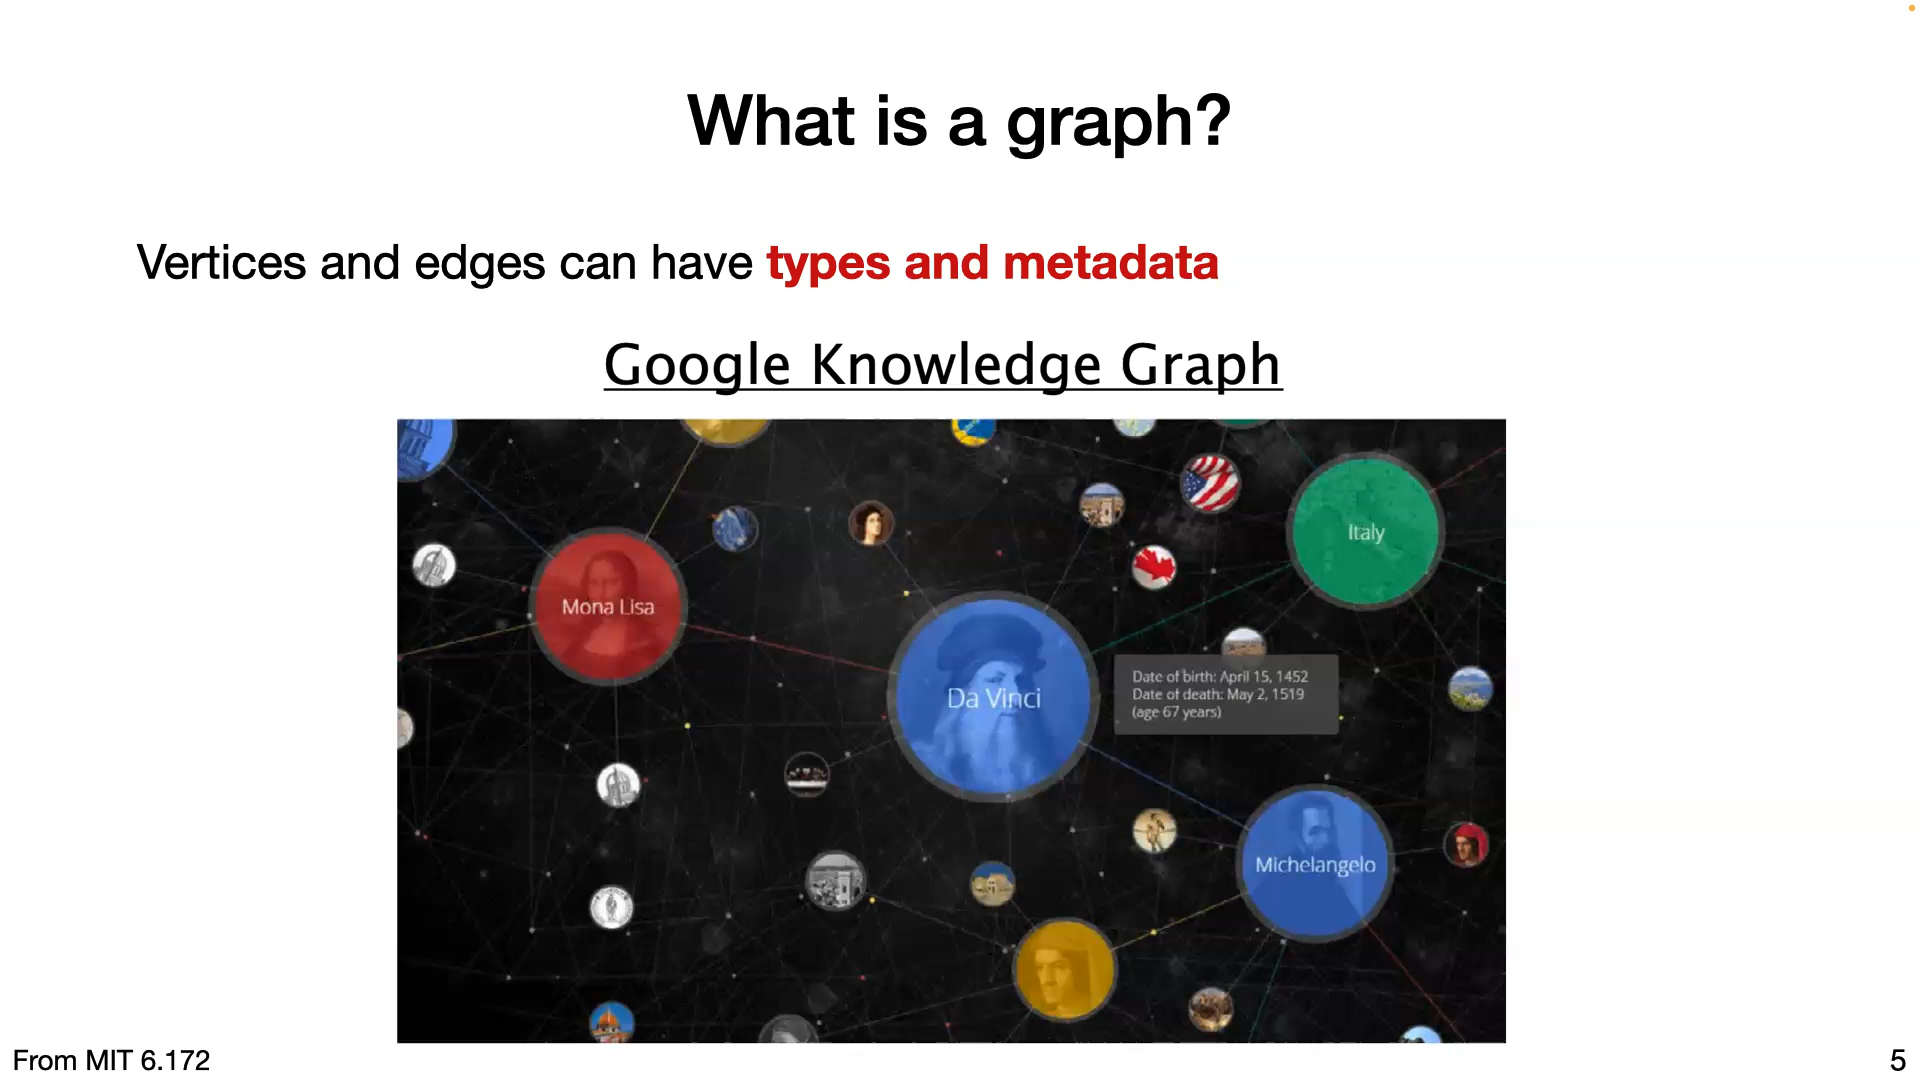 What is a graph?
Vertices and edges can have types and metadata
Google Knowledge Graph
Italy
Mona Lisa
Da Vinci
Date of birth: April 15, 1452
Date of death: May 2, 1519
(age 67 years)
Michelangelo
From MIT 6.172
5